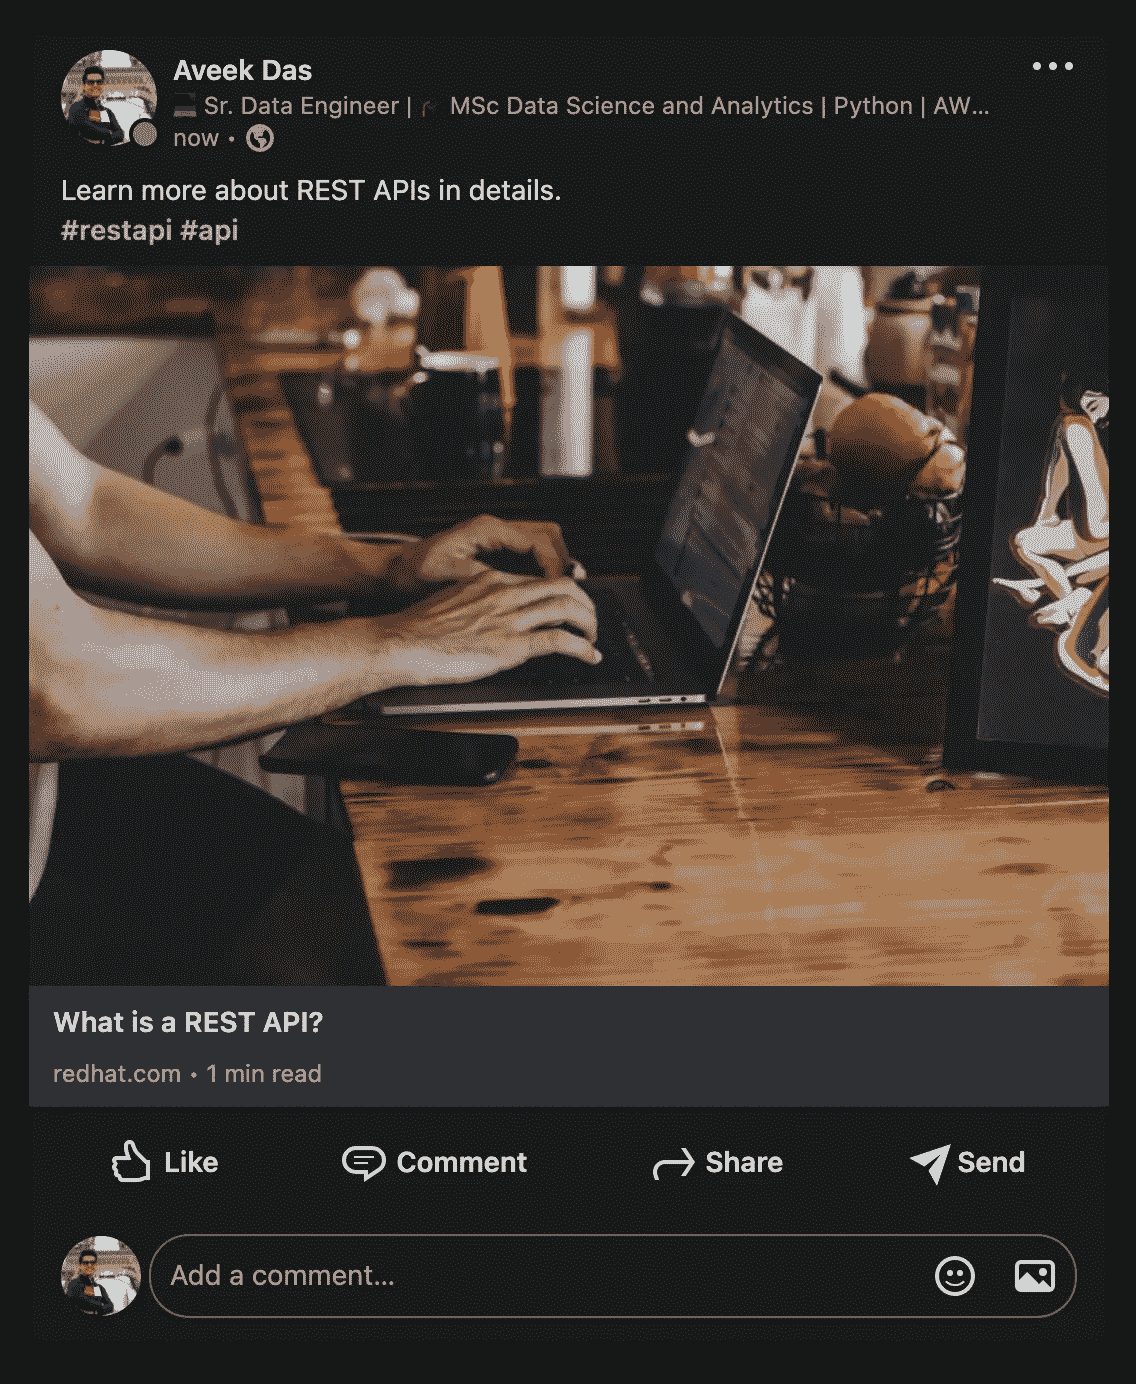 Aveek Das
Sr. Data Engineer | MSc Data Science and Analytics | Python | AW...
now •
Learn more about REST APIs in details.
#restapi #api
What is a REST API?
redhat.com • 1 min read
Like Comment Share Send
Add a comment...